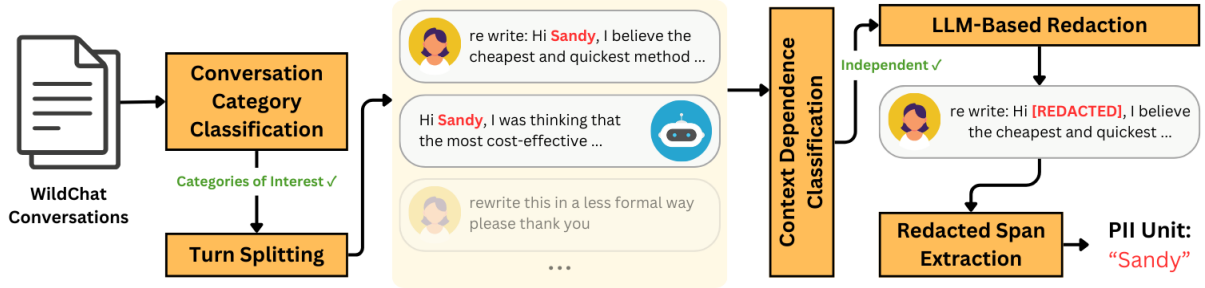 WildChat
Conversations
Conversation
Category
Classification
Categories of Interest ✓
Turn Splitting
re write: Hi Sandy, I believe the
cheapest and quickest method ...
Hi Sandy, I was thinking that
the most cost-effective ...
rewrite this in a less formal way
please thank you
...
Context Dependence
Classification
Independent ✓
LLM-Based Redaction
re write: Hi [REDACTED], I believe
the cheapest and quickest ...
Redacted Span
Extraction
PII Unit:
“Sandy”